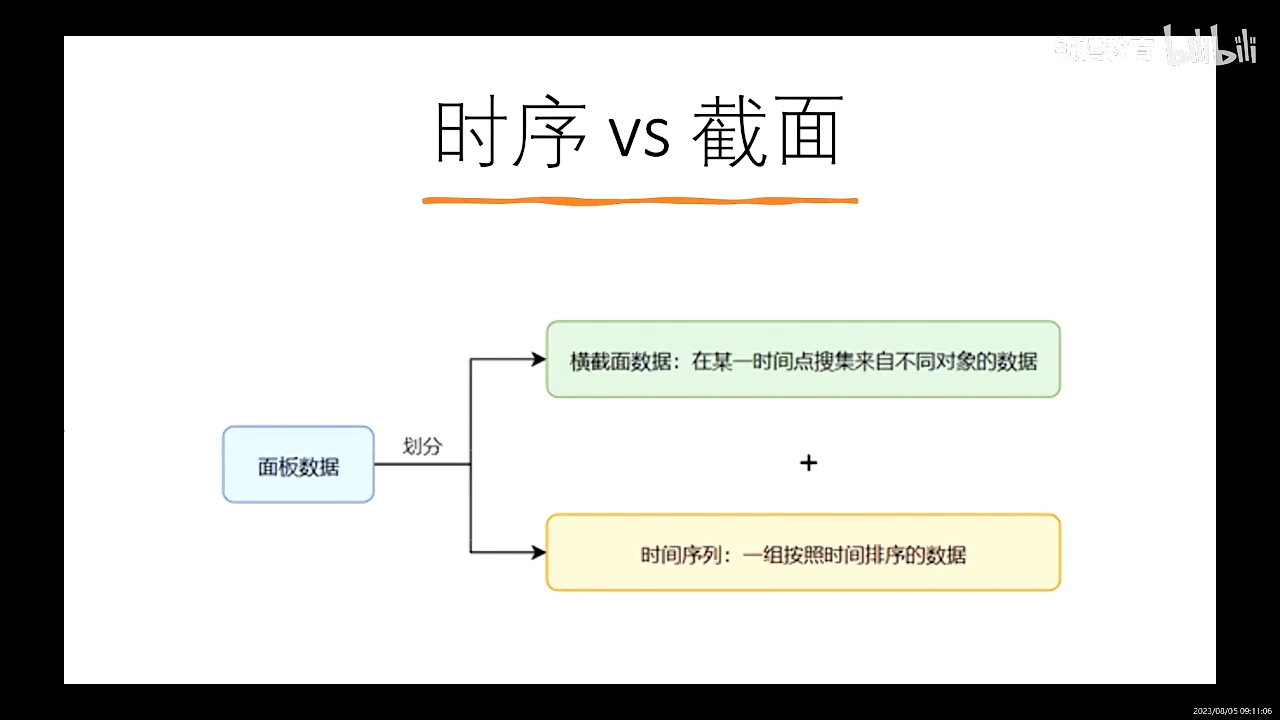 bilibili
时序 vs 截面
横截面数据：在某一时间点搜集来自不同对象的数据
划分
面板数据
+
时间序列：一组按照时间排序的数据
2023/08/05 09:11:06